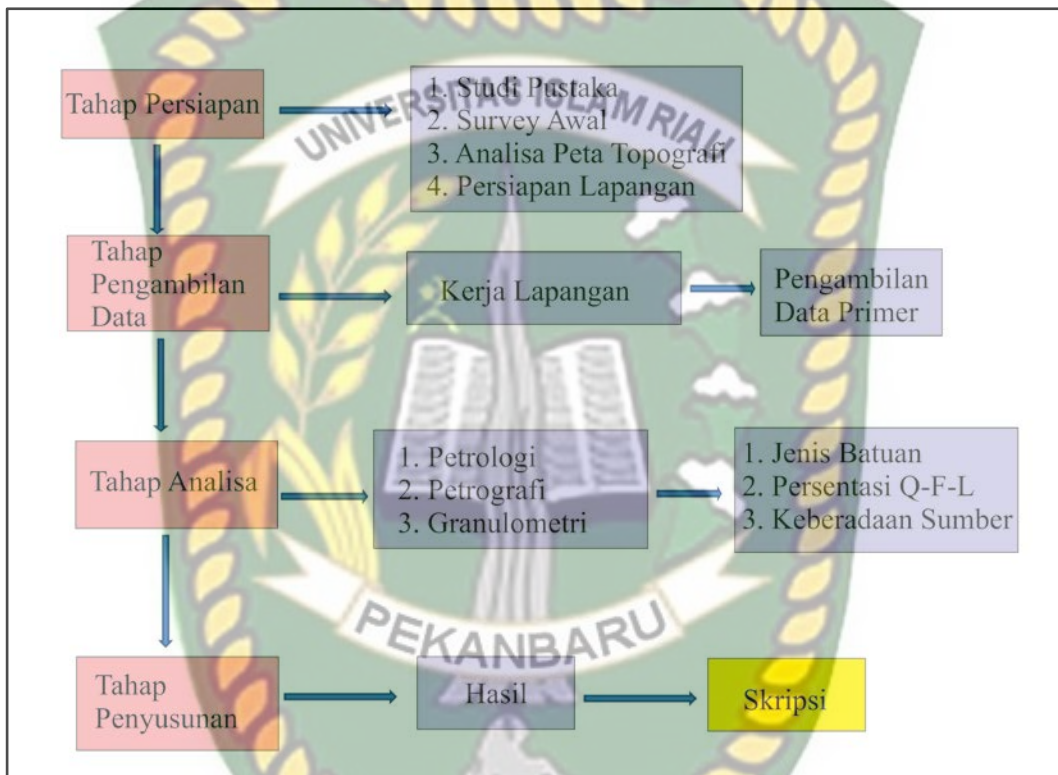 Tahap Persiapan
1. Studi Pustaka
2. Survey Awal
3. Analisa Peta Topografi
4. Persiapan Lapangan
UNIVERSITAS ISLAM RIAU
Tahap
Pengambilan
Data
Kerja Lapangan
Pengambilan
Data Primer
Tahap Analisa
1. Petrologi
2. Petrografi
3. Granulometri
1. Jenis Batuan
2. Persentasi Q-F-L
3. Keberadaan Sumber
PEKANBARU
Tahap
Penyusunan
Hasil
Skripsi